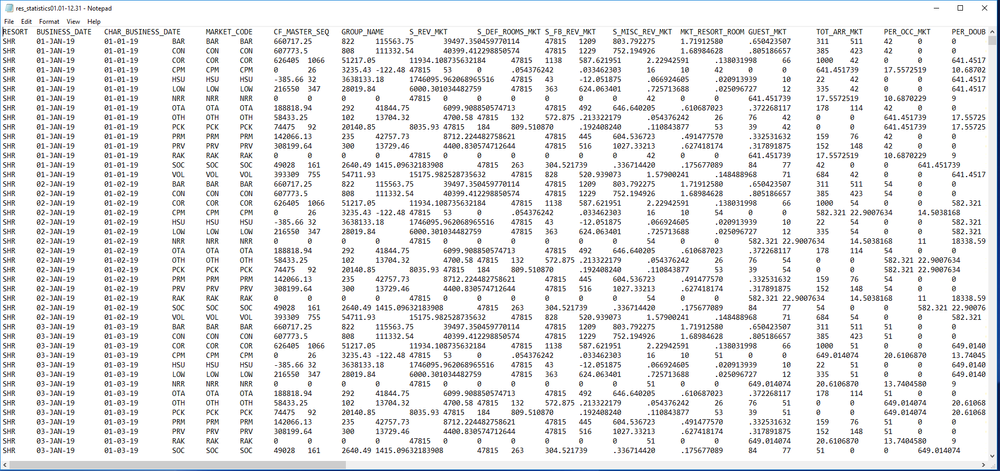 res_statistics01.01-12.31 - Notepad
File Edit Format View Help
RESORT BUSINESS_DATE CHAR_BUSINESS_DATE MARKET_CODE CF_MASTER_SEQ GROUP_NAME S_REV_MKT S_DEF_ROOMS_MKT S_FB_REV_MKT S_MISC_REV_MKT MKT_RESORT_ROOM GUEST_MKT TOT_ARR_MKT PER_OCC_MKT PER_DOUB
SHR 01-JAN-19 01-01-19 BAR BAR BAR 660717.25 822 115563.75 39497.350459770114 47815 1209 803.792275 1.71912580 .650423507 311 511 42 0 0
SHR 01-JAN-19 01-01-19 CON CON CON 607773.5 808 111332.54 40399.412298850574 47815 1229 752.194926 1.68984628 .805186657 385 423 42 0 0
SHR 01-JAN-19 01-01-19 COR COR COR 626405 1066 51217.05 11934.108735632184 47815 1138 587.621951 2.22942591 .138031998 66 1000 42 0 0 641.4517
SHR 01-JAN-19 01-01-19 CPM CPM CPM 0 26 3235.43 -122.48 47815 53 0 .054376242 .033462303 16 10 42 0 0 641.451739 17.5572519 10.68702
SHR 01-JAN-19 01-01-19 HSU HSU HSU -385.66 32 3638133.18 1746095.962068965516 47815 43 -12.051875 .066924605 .020913939 10 22 42 0 0 641.4517
SHR 01-JAN-19 01-01-19 LOW LOW LOW 216550 347 28019.84 6000.301034482759 47815 363 624.063401 .725713688 .025096727 12 335 42 0 0 641.4517
SHR 01-JAN-19 01-01-19 NRR NRR NRR 0 0 0 0 47815 0 0 0 0 0 0 42 0 0 641.451739 17.5572519 10.6870229 9
SHR 01-JAN-19 01-01-19 OTA OTA OTA 188818.94 292 41844.75 6099.908850574713 47815 492 646.640205 .610687023 .372268117 178 114 42 0 0
SHR 01-JAN-19 01-01-19 OTH OTH OTH 58433.25 102 13704.32 4700.58 47815 132 572.875 .213322179 .054376242 26 76 42 0 0 641.451739 17.55725
SHR 01-JAN-19 01-01-19 PCK PCK PCK 74475 92 20140.85 8035.93 47815 184 809.510870 .192408240 .110843877 53 39 42 0 0 641.451739 17.55725
SHR 01-JAN-19 01-01-19 PRM PRM PRM 142066.13 235 42757.73 8712.224482758621 47815 445 604.536723 .491477570 .332531632 159 76 42 0 0
SHR 01-JAN-19 01-01-19 PRV PRV PRV 308199.64 300 13729.46 4400.830574712644 47815 516 1027.33213 .627418174 .317891875 152 148 42 0 0
SHR 01-JAN-19 01-01-19 RAK RAK RAK 0 0 0 0 47815 0 0 0 0 0 0 42 0 0 641.451739 17.5572519 10.6870229 9
SHR 01-JAN-19 01-01-19 SOC SOC SOC 49028 161 2640.49 1415.09632183908 47815 263 304.521739 .336714420 .175677089 84 77 42 0 0 641.451739
SHR 01-JAN-19 01-01-19 VOL VOL VOL 393309 755 54711.93 15175.982528735632 47815 828 520.939073 1.57900241 .148488968 71 684 42 0 0 641.4517
SHR 02-JAN-19 01-02-19 BAR BAR BAR 660717.25 822 115563.75 39497.350459770114 47815 1209 803.792275 1.71912580 .650423507 311 511 54 0 0
SHR 02-JAN-19 01-02-19 CON CON CON 607773.5 808 111332.54 40399.412298850574 47815 1229 752.194926 1.68984628 .805186657 385 423 54 0 0
SHR 02-JAN-19 01-02-19 COR COR COR 626405 1066 51217.05 11934.108735632184 47815 1138 587.621951 2.22942591 .138031998 66 1000 54 0 0 582.321
SHR 02-JAN-19 01-02-19 CPM CPM CPM 0 26 3235.43 -122.48 47815 53 0 .054376242 .033462303 16 10 54 0 0 582.321 22.9007634 14.5038168
SHR 02-JAN-19 01-02-19 HSU HSU HSU -385.66 32 3638133.18 1746095.962068965516 47815 43 -12.051875 .066924605 .020913939 10 22 54 0 0 582.321
SHR 02-JAN-19 01-02-19 LOW LOW LOW 216550 347 28019.84 6000.301034482759 47815 363 624.063401 .725713688 .025096727 12 335 54 0 0 582.321
SHR 02-JAN-19 01-02-19 NRR NRR NRR 0 0 0 0 47815 0 0 0 0 0 0 54 0 0 582.321 22.9007634 14.5038168 11 18338.59
SHR 02-JAN-19 01-02-19 OTA OTA OTA 188818.94 292 41844.75 6099.908850574713 47815 492 646.640205 .610687023 .372268117 178 114 54 0 0
SHR 02-JAN-19 01-02-19 OTH OTH OTH 58433.25 102 13704.32 4700.58 47815 132 572.875 .213322179 .054376242 26 76 54 0 0 582.321 22.9007634
SHR 02-JAN-19 01-02-19 PCK PCK PCK 74475 92 20140.85 8035.93 47815 184 809.510870 .192408240 .110843877 53 39 54 0 0 582.321 22.9007634
SHR 02-JAN-19 01-02-19 PRM PRM PRM 142066.13 235 42757.73 8712.224482758621 47815 445 604.536723 .491477570 .332531632 159 76 54 0 0
SHR 02-JAN-19 01-02-19 PRV PRV PRV 308199.64 300 13729.46 4400.830574712644 47815 516 1027.33213 .627418174 .317891875 152 148 54 0 0
SHR 02-JAN-19 01-02-19 RAK RAK RAK 0 0 0 0 47815 0 0 0 0 0 0 54 0 0 582.321 22.9007634 14.5038168 11 18338.59
SHR 02-JAN-19 01-02-19 SOC SOC SOC 49028 161 2640.49 1415.09632183908 47815 263 304.521739 .336714420 .175677089 84 77 54 0 0 582.321 22.90076
SHR 02-JAN-19 01-02-19 VOL VOL VOL 393309 755 54711.93 15175.982528735632 47815 828 520.939073 1.57900241 .148488968 71 684 54 0 0 582.321
SHR 03-JAN-19 01-03-19 BAR BAR BAR 660717.25 822 115563.75 39497.350459770114 47815 1209 803.792275 1.71912580 .650423507 311 511 51 0 0
SHR 03-JAN-19 01-03-19 CON CON CON 607773.5 808 111332.54 40399.412298850574 47815 1229 752.194926 1.68984628 .805186657 385 423 51 0 0
SHR 03-JAN-19 01-03-19 COR COR COR 626405 1066 51217.05 11934.108735632184 47815 1138 587.621951 2.22942591 .138031998 66 1000 51 0 0 649.0140
SHR 03-JAN-19 01-03-19 CPM CPM CPM 0 26 3235.43 -122.48 47815 53 0 .054376242 .033462303 16 10 51 0 0 649.014074 20.6106870 13.74045
SHR 03-JAN-19 01-03-19 HSU HSU HSU -385.66 32 3638133.18 1746095.962068965516 47815 43 -12.051875 .066924605 .020913939 10 22 51 0 0 649.0140
SHR 03-JAN-19 01-03-19 LOW LOW LOW 216550 347 28019.84 6000.301034482759 47815 363 624.063401 .725713688 .025096727 12 335 51 0 0 649.0140
SHR 03-JAN-19 01-03-19 NRR NRR NRR 0 0 0 0 47815 0 0 0 0 0 0 51 0 0 649.014074 20.6106870 13.7404580 9
SHR 03-JAN-19 01-03-19 OTA OTA OTA 188818.94 292 41844.75 6099.908850574713 47815 492 646.640205 .610687023 .372268117 178 114 51 0 0
SHR 03-JAN-19 01-03-19 OTH OTH OTH 58433.25 102 13704.32 4700.58 47815 132 572.875 .213322179 .054376242 26 76 51 0 0 649.014074 20.61068
SHR 03-JAN-19 01-03-19 PCK PCK PCK 74475 92 20140.85 8035.93 47815 184 809.510870 .192408240 .110843877 53 39 51 0 0 649.014074 20.61068
SHR 03-JAN-19 01-03-19 PRM PRM PRM 142066.13 235 42757.73 8712.224482758621 47815 445 604.536723 .491477570 .332531632 159 76 51 0 0
SHR 03-JAN-19 01-03-19 PRV PRV PRV 308199.64 300 13729.46 4400.830574712644 47815 516 1027.33213 .627418174 .317891875 152 148 51 0 0
SHR 03-JAN-19 01-03-19 RAK RAK RAK 0 0 0 0 47815 0 0 0 0 0 0 51 0 0 649.014074 20.6106870 13.7404580 9
SHR 03-JAN-19 01-03-19 SOC SOC SOC 49028 161 2640.49 1415.09632183908 47815 263 304.521739 .336714420 .175677089 84 77 51 0 0 649.014074